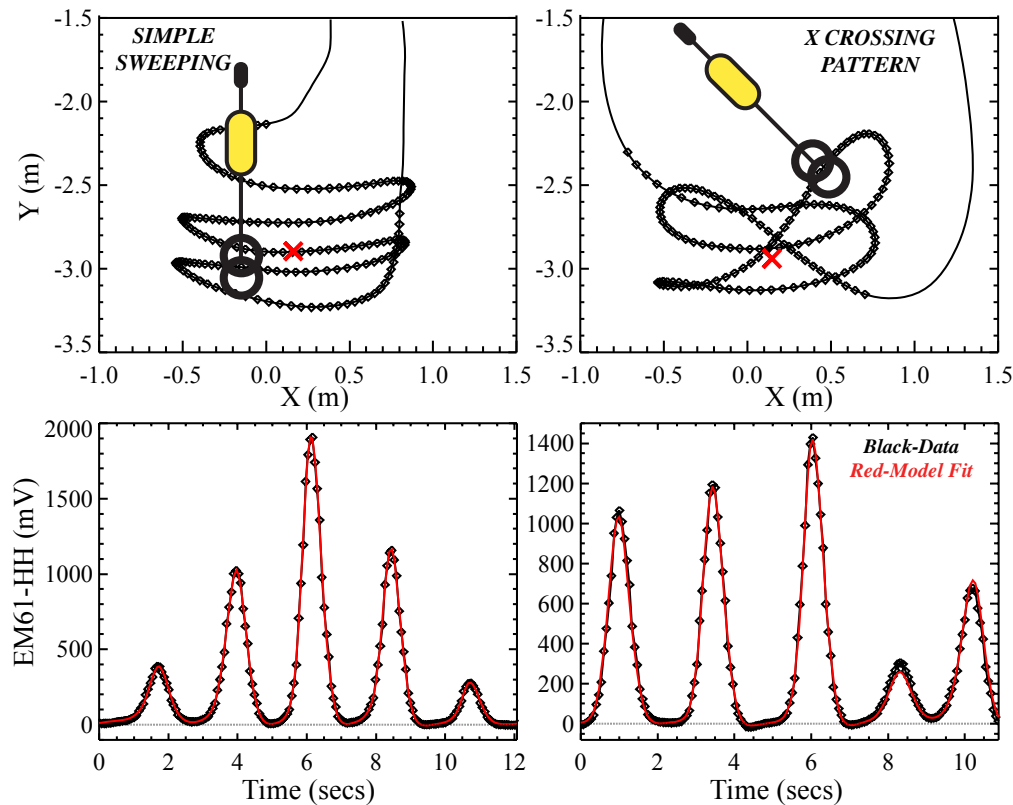 SIMPLE
SWEEPING
X CROSSING
PATTERN
Y (m)
-1.5
-2.0
-2.5
-3.0
-3.5
-1.0 -0.5 0.0 0.5 1.0 1.5
X (m)
-1.5
-2.0
-2.5
-3.0
-3.5
-1.0 -0.5 0.0 0.5 1.0 1.5
X (m)
EM61-HH (mV)
2000
1500
1000
500
0
0 2 4 6 8 10 12
Time (secs)
Black-Data
Red-Model Fit
1400
1200
1000
800
600
400
200
0
0 2 4 6 8 10
Time (secs)